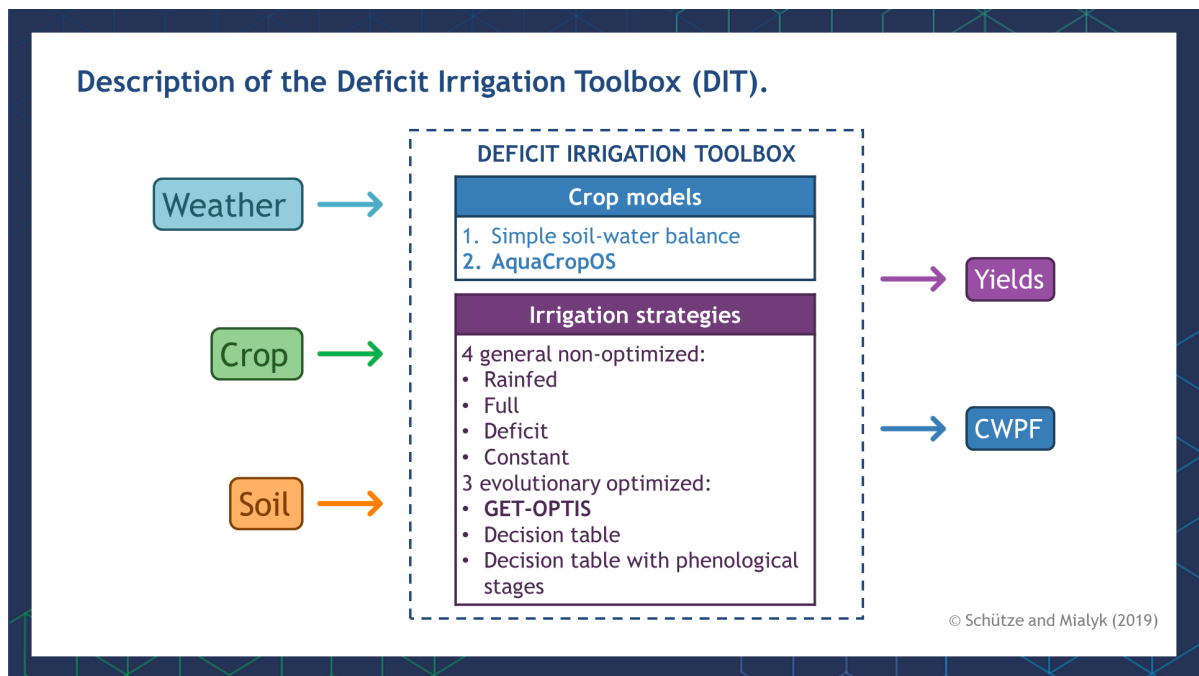 Description of the Deficit Irrigation Toolbox (DIT).
Weather
Crop
Soil
DEFICIT IRRIGATION TOOLBOX
Crop models
1. Simple soil-water balance
2. AquaCropOS
Irrigation strategies
4 general non-optimized:
• Rainfed
• Full
• Deficit
• Constant
3 evolutionary optimized:
• GET-OPTIS
• Decision table
• Decision table with phenological
stages
Yields
CWPF
© Schütze and Mialyk (2019)